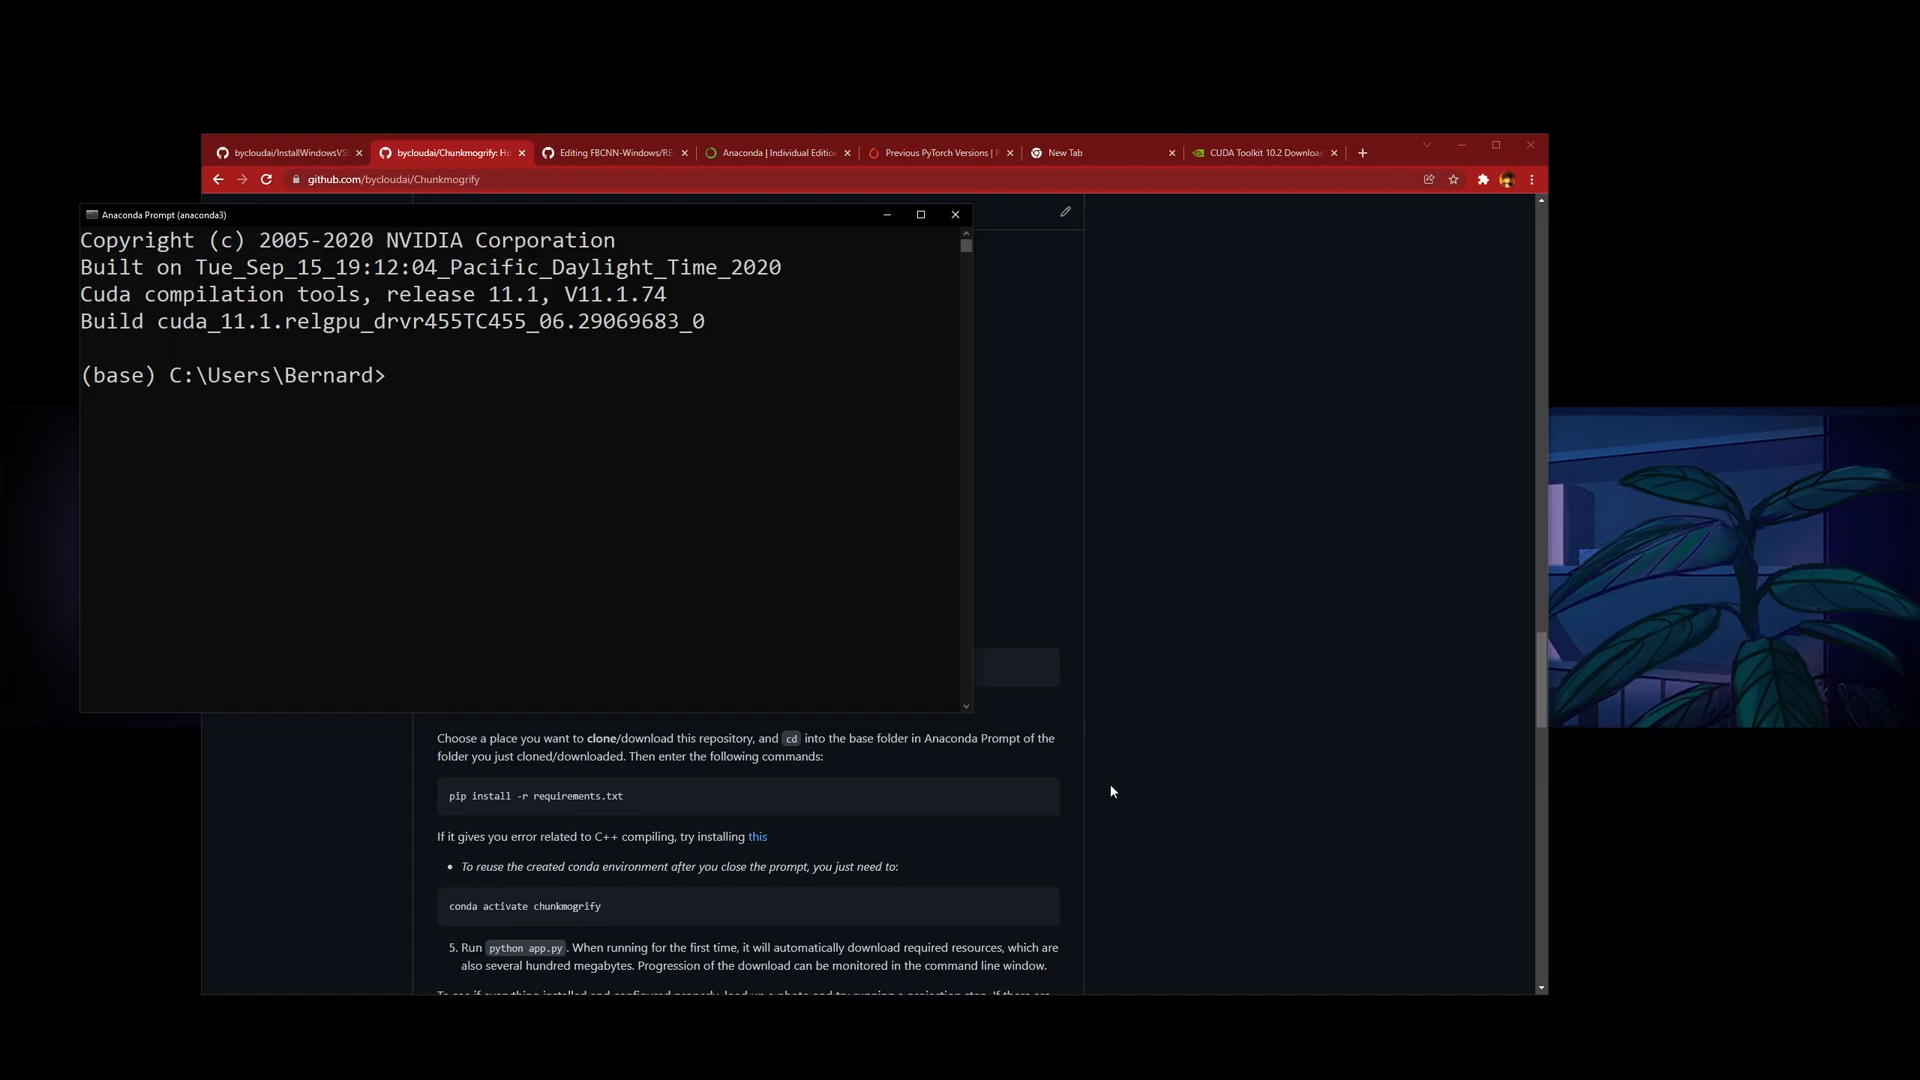 bycloudai/InstallWindowsVS
bycloudai/Chunkmogrify: Ho
Editing FBCNN-Windows/RE
Anaconda | Individual Editio
Previous PyTorch Versions | P
New Tab
CUDA Toolkit 10.2 Download
github.com/bycloudai/Chunkmogrify
Anaconda Prompt (anaconda3)
Copyright (c) 2005-2020 NVIDIA Corporation
Built on Tue_Sep_15_19:12:04_Pacific_Daylight_Time_2020
Cuda compilation tools, release 11.1, V11.1.74
Build cuda_11.1.relgpu_drvr455TC455_06.29069683_0
(base) C:\Users\Bernard>
Choose a place you want to clone/download this repository, and cd into the base folder in Anaconda Prompt of the
folder you just cloned/downloaded. Then enter the following commands:
pip install -r requirements.txt
If it gives you error related to C++ compiling, try installing this
• To reuse the created conda environment after you close the prompt, you just need to:
conda activate chunkmogrify
5. Run python app.py. When running for the first time, it will automatically download required resources, which are
also several hundred megabytes. Progression of the download can be monitored in the command line window.